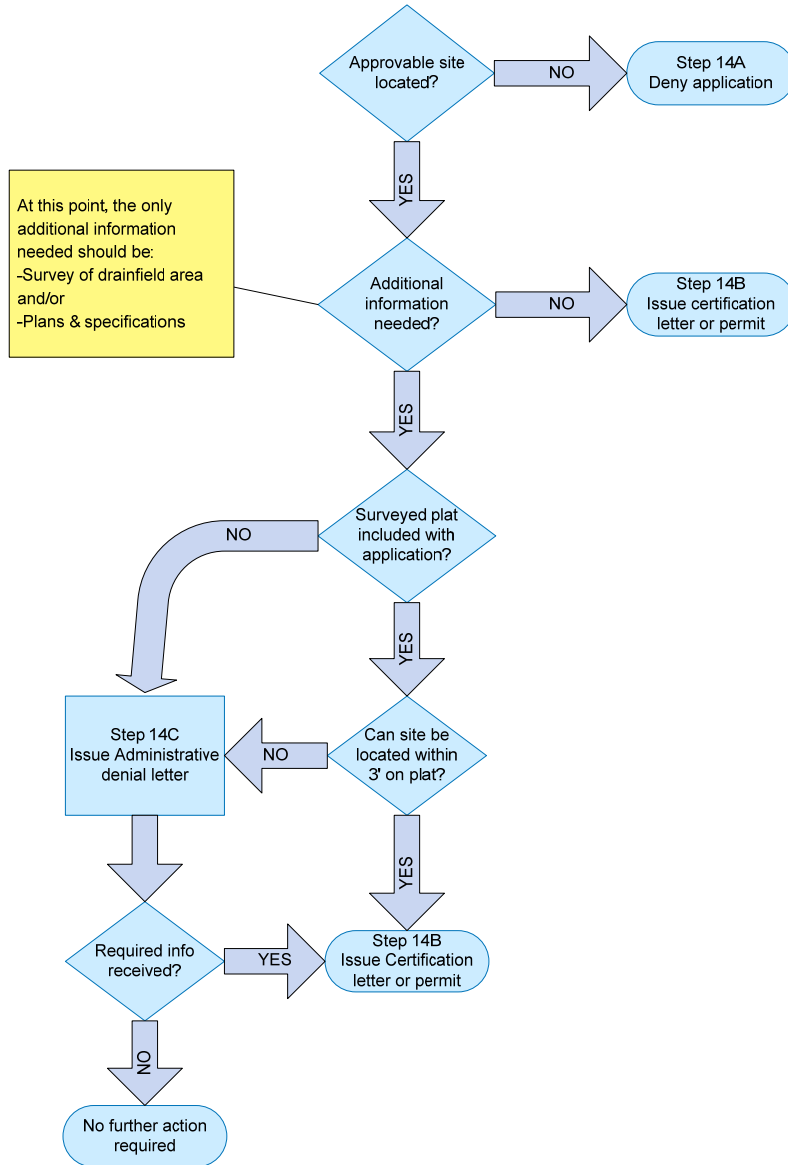 Approvable site
located?
NO
Step 14A
Deny application
YES
At this point, the only
additional information
needed should be:
-Survey of drainfield area
and/or
-Plans & specifications
Additional
information
needed?
NO
Step 14B
Issue certification
letter or permit
YES
Surveyed plat
included with
application?
NO
YES
Step 14C
Issue Administrative
denial letter
NO
Can site be
located within
3' on plat?
YES
Required info
received?
YES
Step 14B
Issue Certification
letter or permit
NO
No further action
required